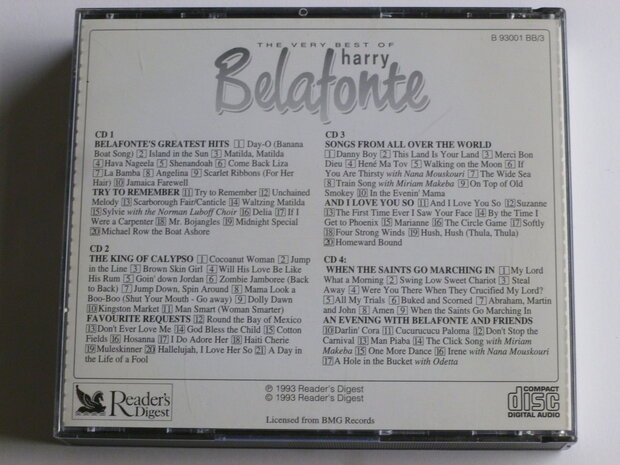 B 93001 BB/3
THE VERY BEST OF
harry
Belafonte
CD 1
BELAFONTE'S GREATEST HITS 1 Day-O (Banana
Boat Song) 2 Island in the Sun 3 Matilda, Matilda
4 Hava Nageela 5 Shenandoah 6 Come Back Liza
7 La Bamba 8 Angelina 9 Scarlet Ribbons (For Her
Hair) 10 Jamaica Farewell
TRY TO REMEMBER 11 Try to Remember 12 Unchained
Melody 13 Scarborough Fair/Canticle 14 Waltzing Matilda
15 Sylvie with the Norman Luboff Choir 16 Delia 17 If I
Were a Carpenter 18 Mr. Bojangles 19 Midnight Special
20 Michael Row the Boat Ashore
CD 2
THE KING OF CALYPSO 1 Cocoanut Woman 2 Jump
in the Line 3 Brown Skin Girl 4 Will His Love Be Like
His Rum 5 Goin' down Jordan 6 Zombie Jamboree (Back
to Back) 7 Jump Down, Spin Around 8 Mama Look a
Boo-Boo (Shut Your Mouth - Go away) 9 Dolly Dawn
10 Kingston Market 11 Man Smart (Woman Smarter)
FAVOURITE REQUESTS 12 Round the Bay of Mexico
13 Don't Ever Love Me 14 God Bless the Child 15 Cotton
Fields 16 Hosanna 17 I Do Adore Her 18 Haiti Cherie
19 Muleskinner 20 Hallelujah, I Love Her So 21 A Day in
the Life of a Fool
CD 3
SONGS FROM ALL OVER THE WORLD
1 Danny Boy 2 This Land Is Your Land 3 Merci Bon
Dieu 4 Hené Ma Tov 5 Walking on the Moon 6 If
You Are Thirsty with Nana Mouskouri 7 The Wide Sea
8 Train Song with Miriam Makeba 9 On Top of Old
Smokey 10 In the Evenin' Mama
AND I LOVE YOU SO 11 And I Love You So 12 Suzanne
13 The First Time Ever I Saw Your Face 14 By the Time I
Get to Phoenix 15 Marianne 16 The Circle Game 17 Softly
18 Four Strong Winds 19 Hush, Hush (Thula, Thula)
20 Homeward Bound
CD 4:
WHEN THE SAINTS GO MARCHING IN 1 My Lord
What a Morning 2 Swing Low Sweet Chariot 3 Steal
Away 4 Were You There When They Crucified My Lord?
5 All My Trials 6 Buked and Scorned 7 Abraham, Martin
and John 8 Amen 9 When the Saints Go Marching In
AN EVENING WITH BELAFONTE AND FRIENDS
10 Darlin' Cora 11 Cucurucucu Paloma 12 Don't Stop the
Carnival 13 Man Piaba 14 The Click Song with Miriam
Makeba 15 One More Dance 16 Irene with Nana Mouskouri
17 A Hole in the Bucket with Odetta
Reader's
Digest
℗ 1993 Reader's Digest
© 1993 Reader's Digest
Licensed from BMG Records
COMPACT
disc
DIGITAL AUDIO